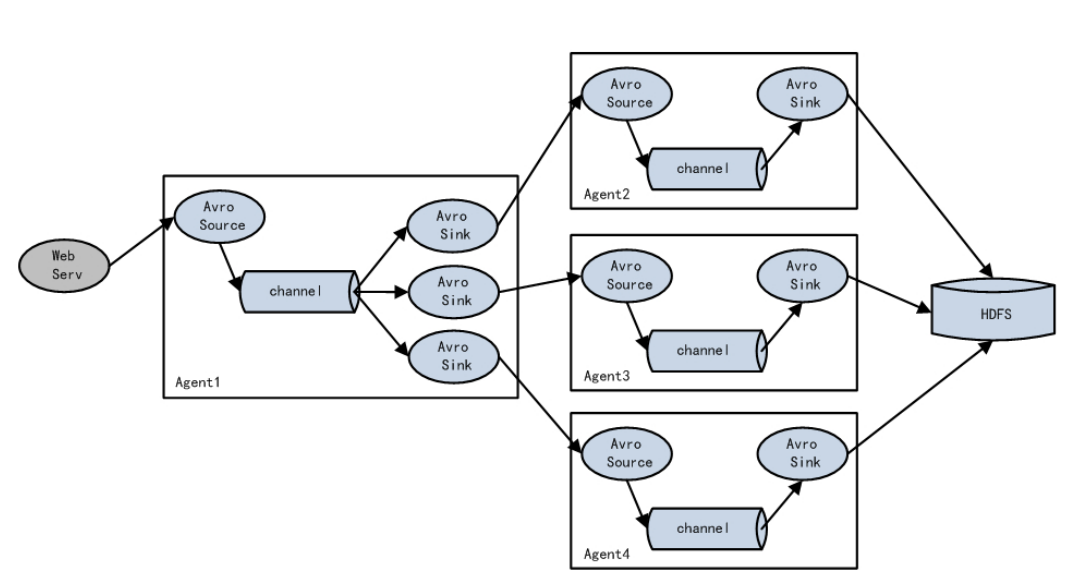 Web
Serv
Avro
Source
channel
Avro
Sink
Avro
Sink
Avro
Sink
Agent1
Avro
Source
channel
Avro
Sink
Agent2
Avro
Source
channel
Avro
Sink
Agent3
Avro
Source
channel
Avro
Sink
Agent4
HDFS